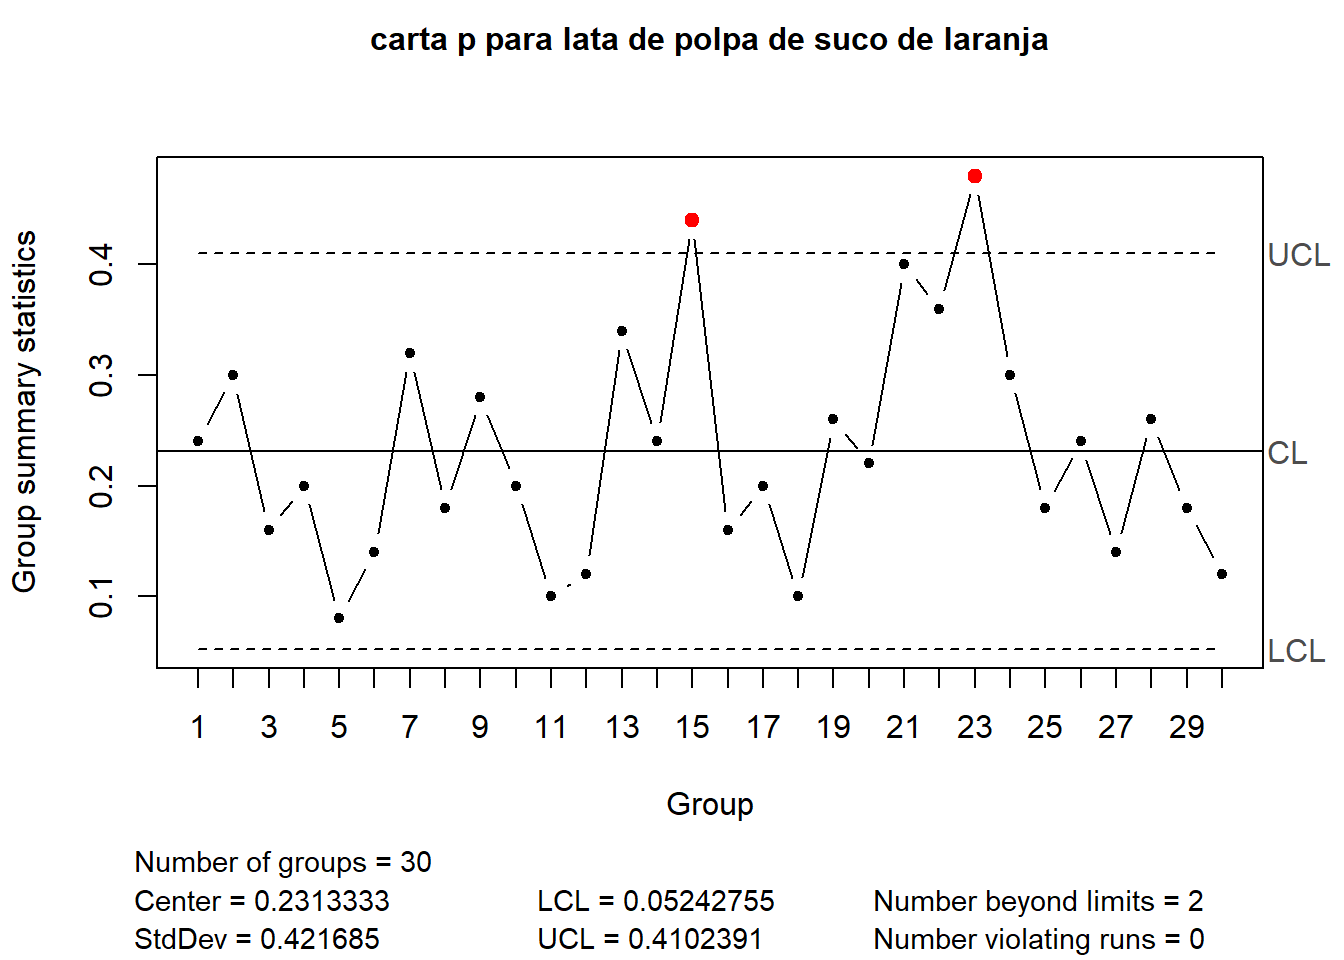 carta p para lata de polpa de suco de laranja
Group summary statistics
0.4
0.3
0.2
0.1
UCL
CL
LCL
1 3 5 7 9 11 13 15 17 19 21 23 25 27 29
Group
Number of groups = 30
Center = 0.2313333 LCL = 0.05242755 Number beyond limits = 2
StdDev = 0.421685 UCL = 0.4102391 Number violating runs = 0